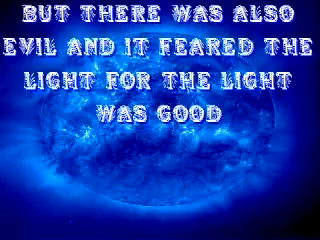 BUT THERE WAS ALSO
EVIL AND IT FEARED THE
LIGHT FOR THE LIGHT
WAS GOOD